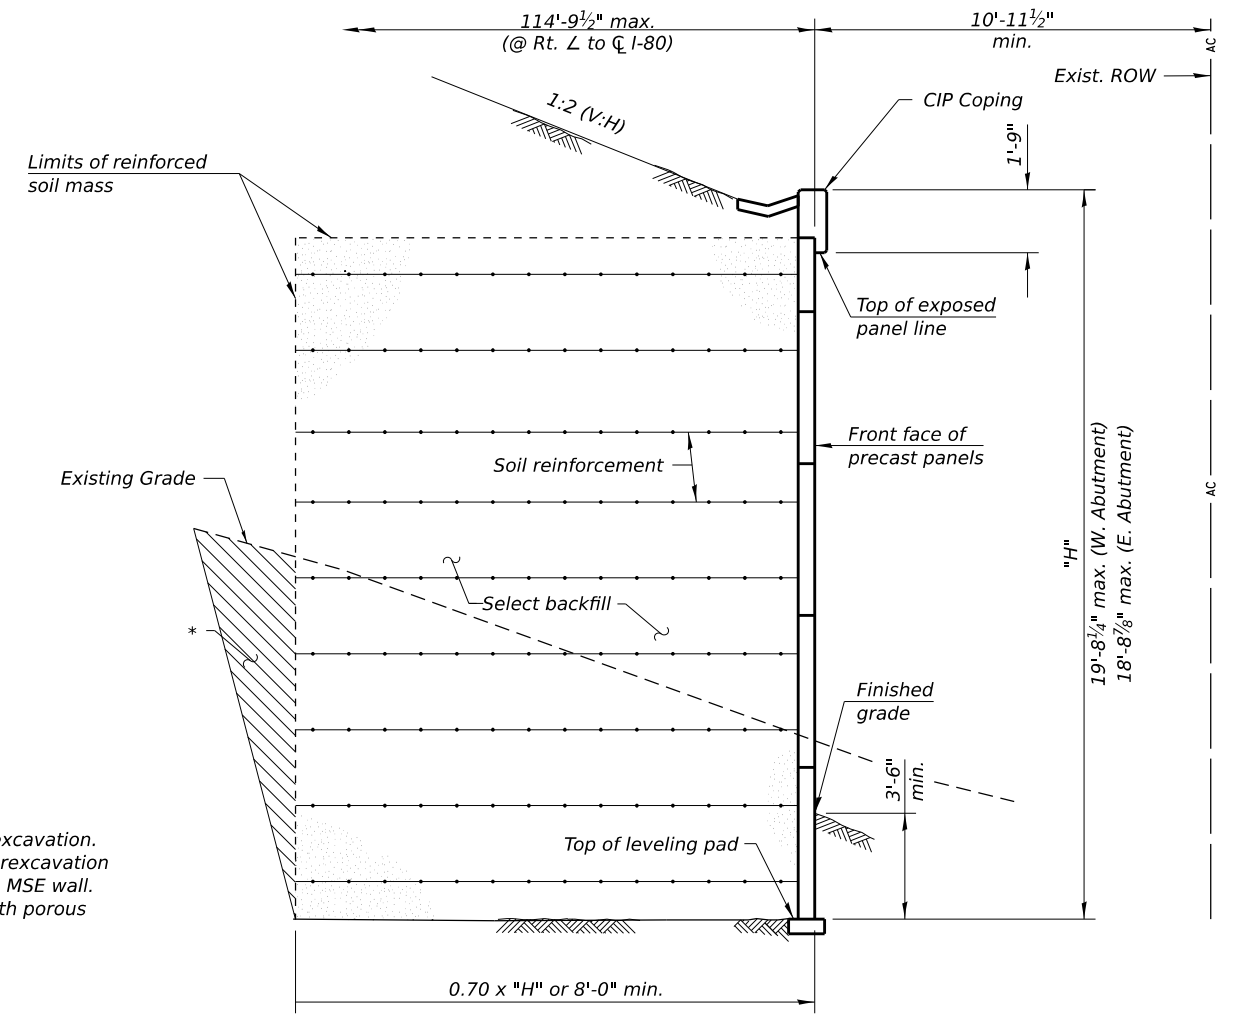 114'-9½" max.
(@ Rt. ∠ to ℄ I-80)
10'-11½"
min.
AC
Exist. ROW
CIP Coping
1:2 (V:H)
1'-9"
Limits of reinforced
soil mass
Top of exposed
panel line
Front face of
precast panels
Soil reinforcement
Existing Grade
AC
"H"
19'-8¼" max. (W. Abutment)
18'-8⅞" max. (E. Abutment)
Select backfill
*
Finished
grade
3'-6"
min.
Top of leveling pad
excavation.
rexcavation
MSE wall.
th porous
0.70 x "H" or 8'-0" min.